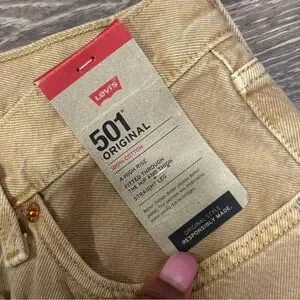 Levi's
501®
ORIGINAL
100% COTTON
A HIGH RISE
FITTED THROUGH
THE HIP AND THIGH
STRAIGHT LEG
ORIGINAL STYLE.
RESPONSIBLY MADE.